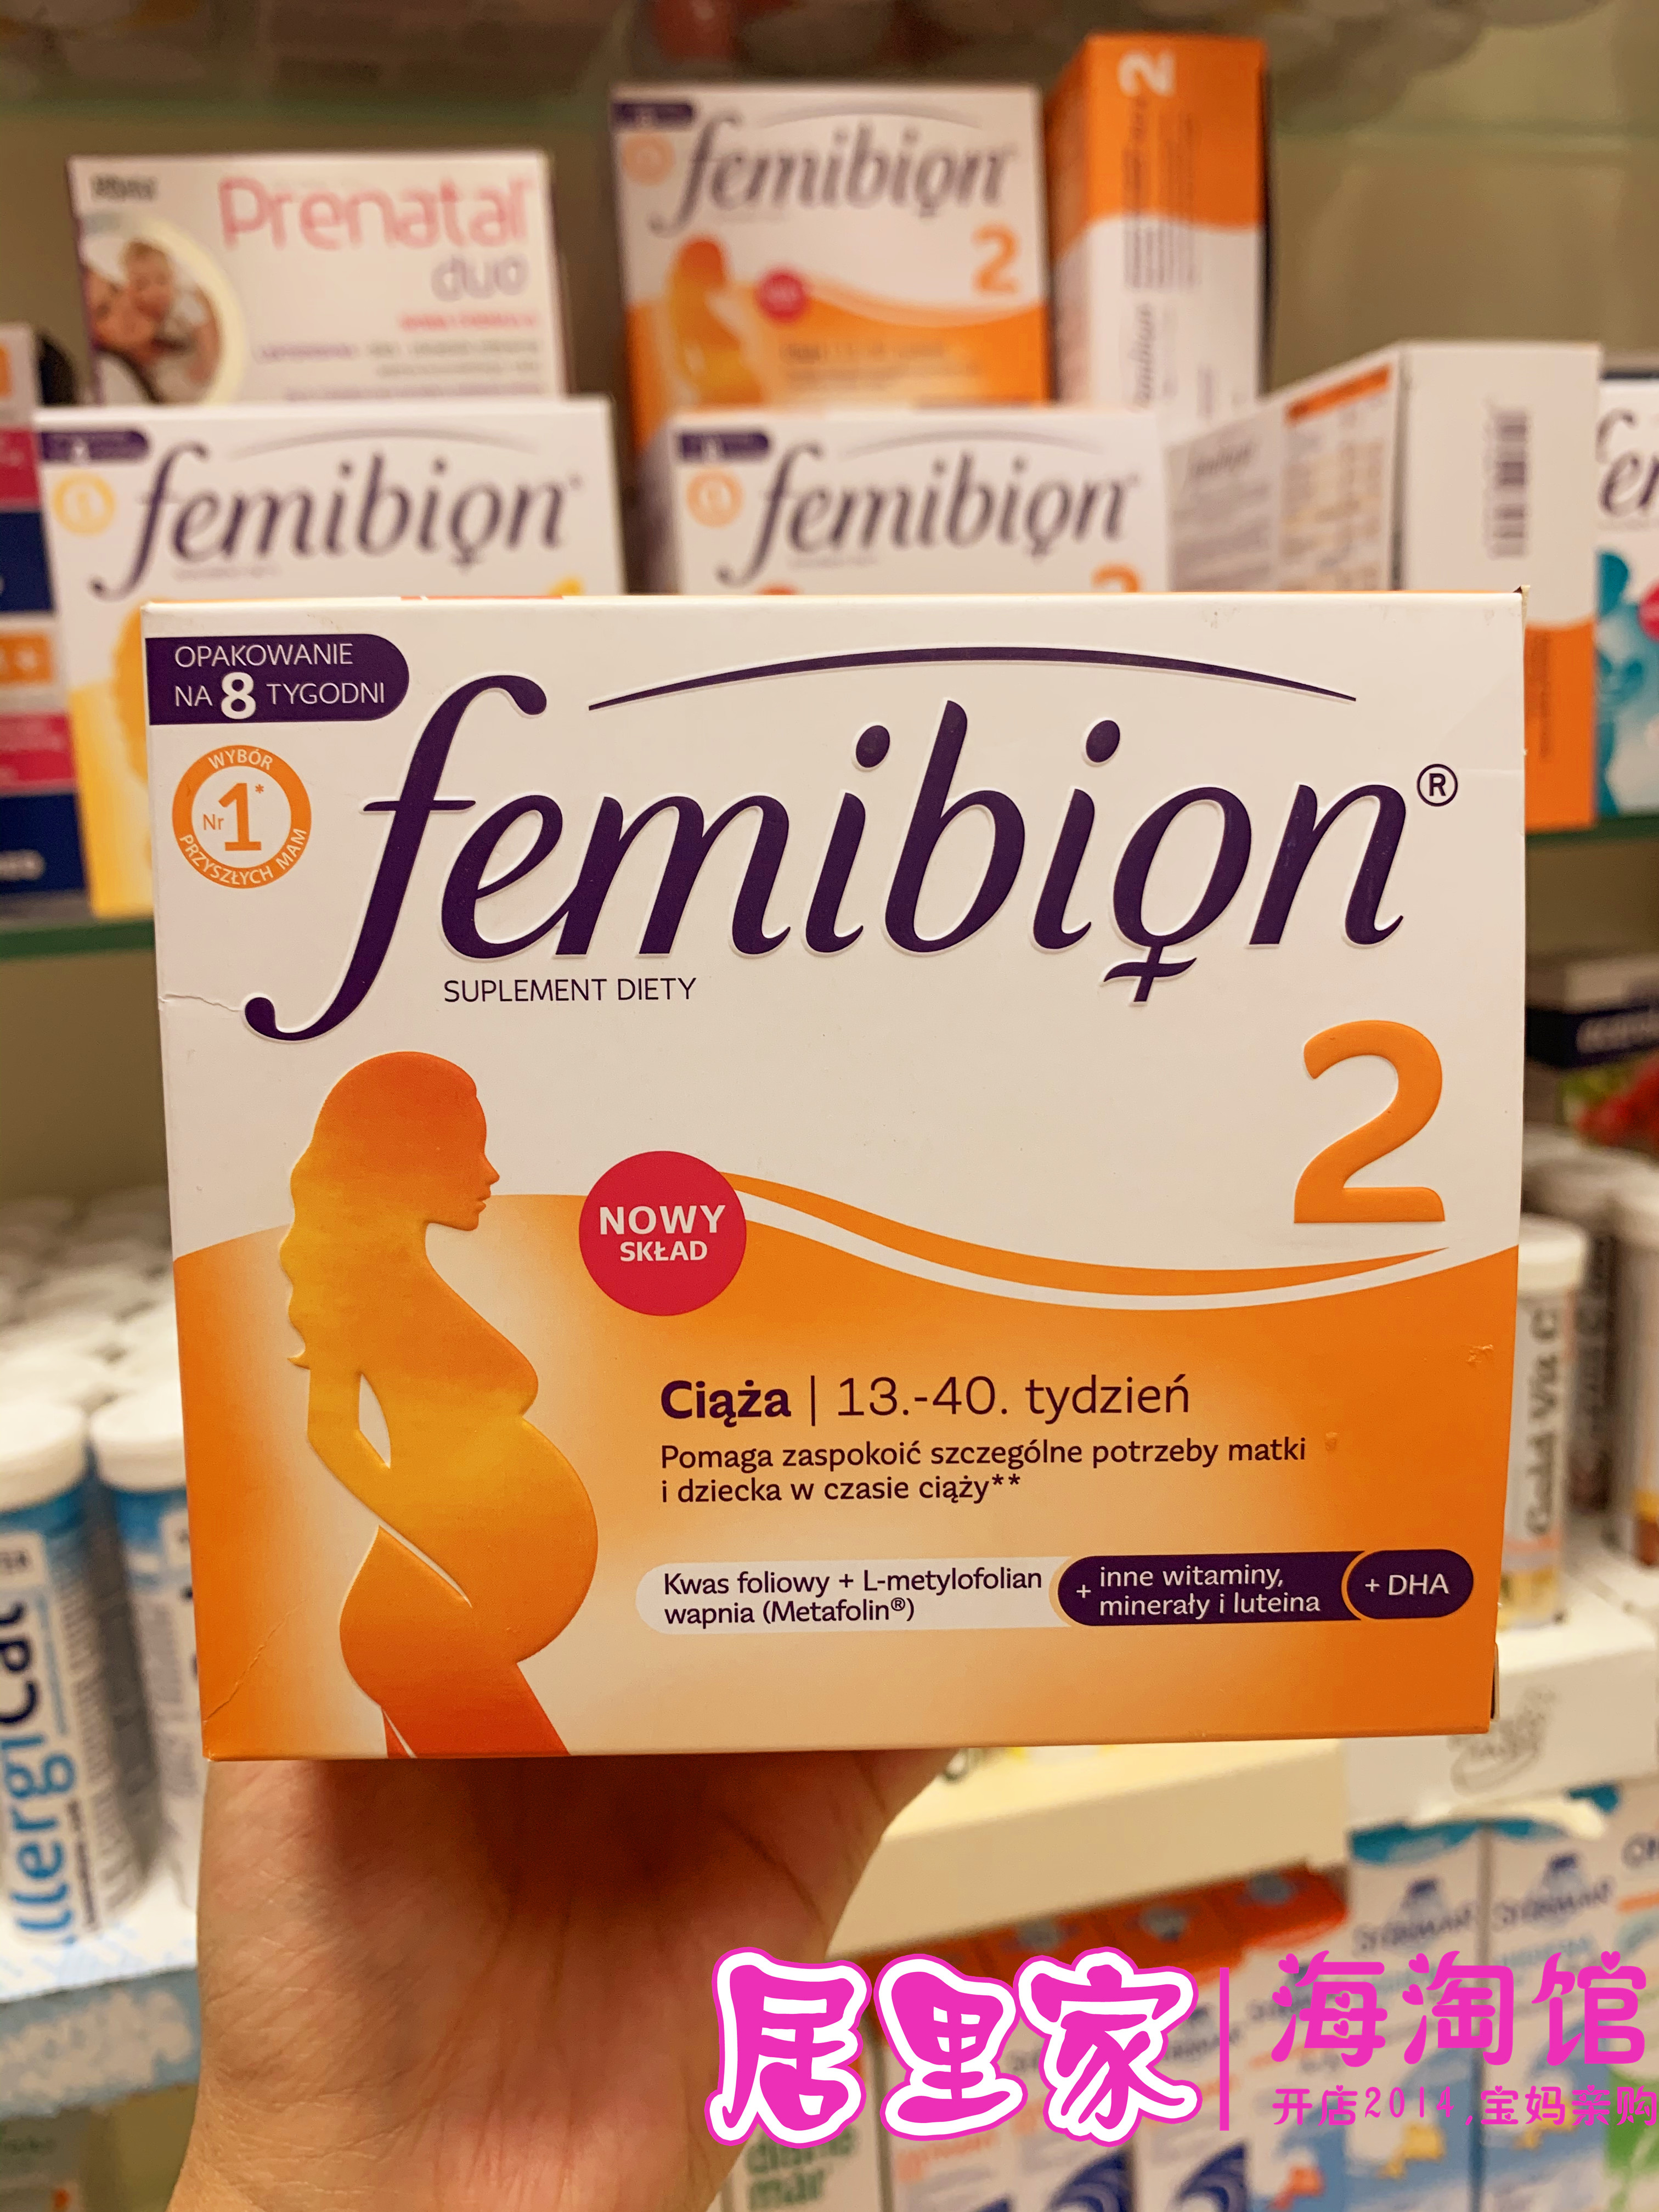 Prenatal
duo
femibion
2
2
femibion
femibion
OPAKOWANIE
NA 8 TYGODNI
WYBÓR
Nr 1*
PRZYSZŁYCH MAM
femibion®
SUPLEMENT DIETY
2
NOWY
SKŁAD
Ciąża | 13.-40. tydzień
Pomaga zaspokoić szczególne potrzeby matki
i dziecka w czasie ciąży**
Kwas foliowy + L-metylofolian
wapnia (Metafolin®)
+ inne witaminy,
minerały i luteina
+ DHA
Gold Vit C
居里家
海淘馆
开店2014,宝妈亲购